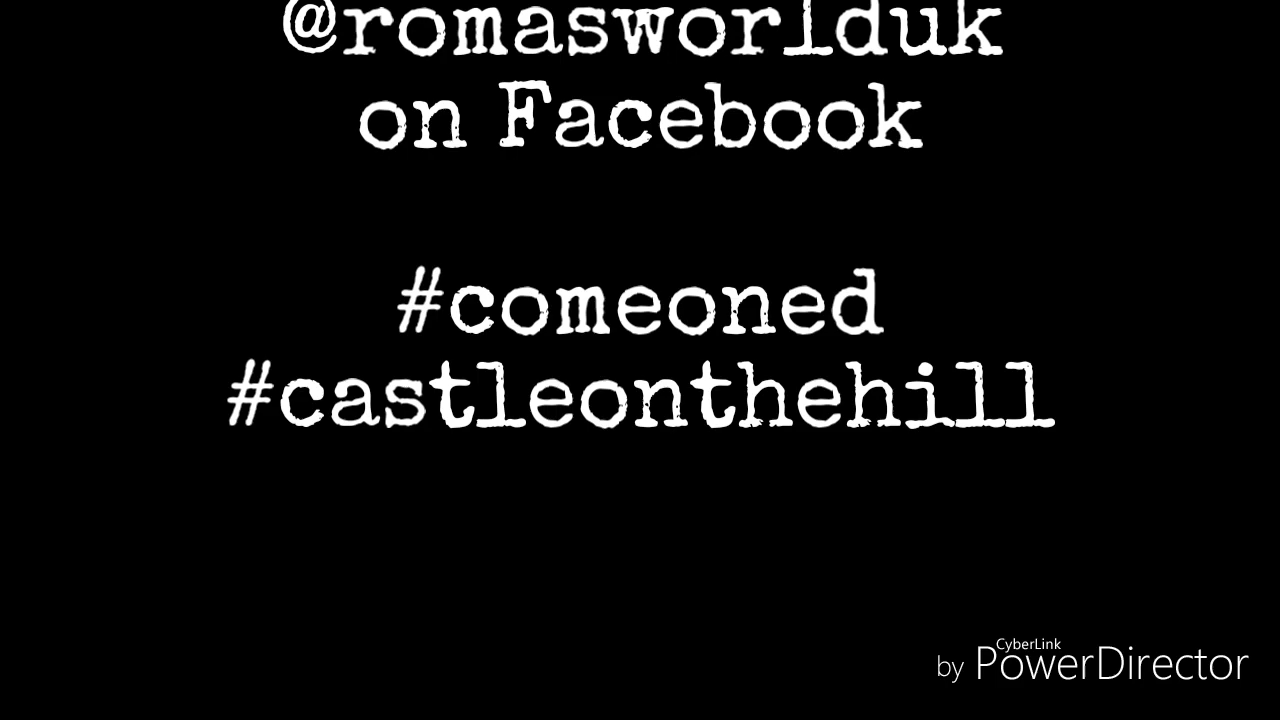 @romasworlduk
on Facebook
#comeoned
#castleonthehill
CyberLink
by PowerDirector